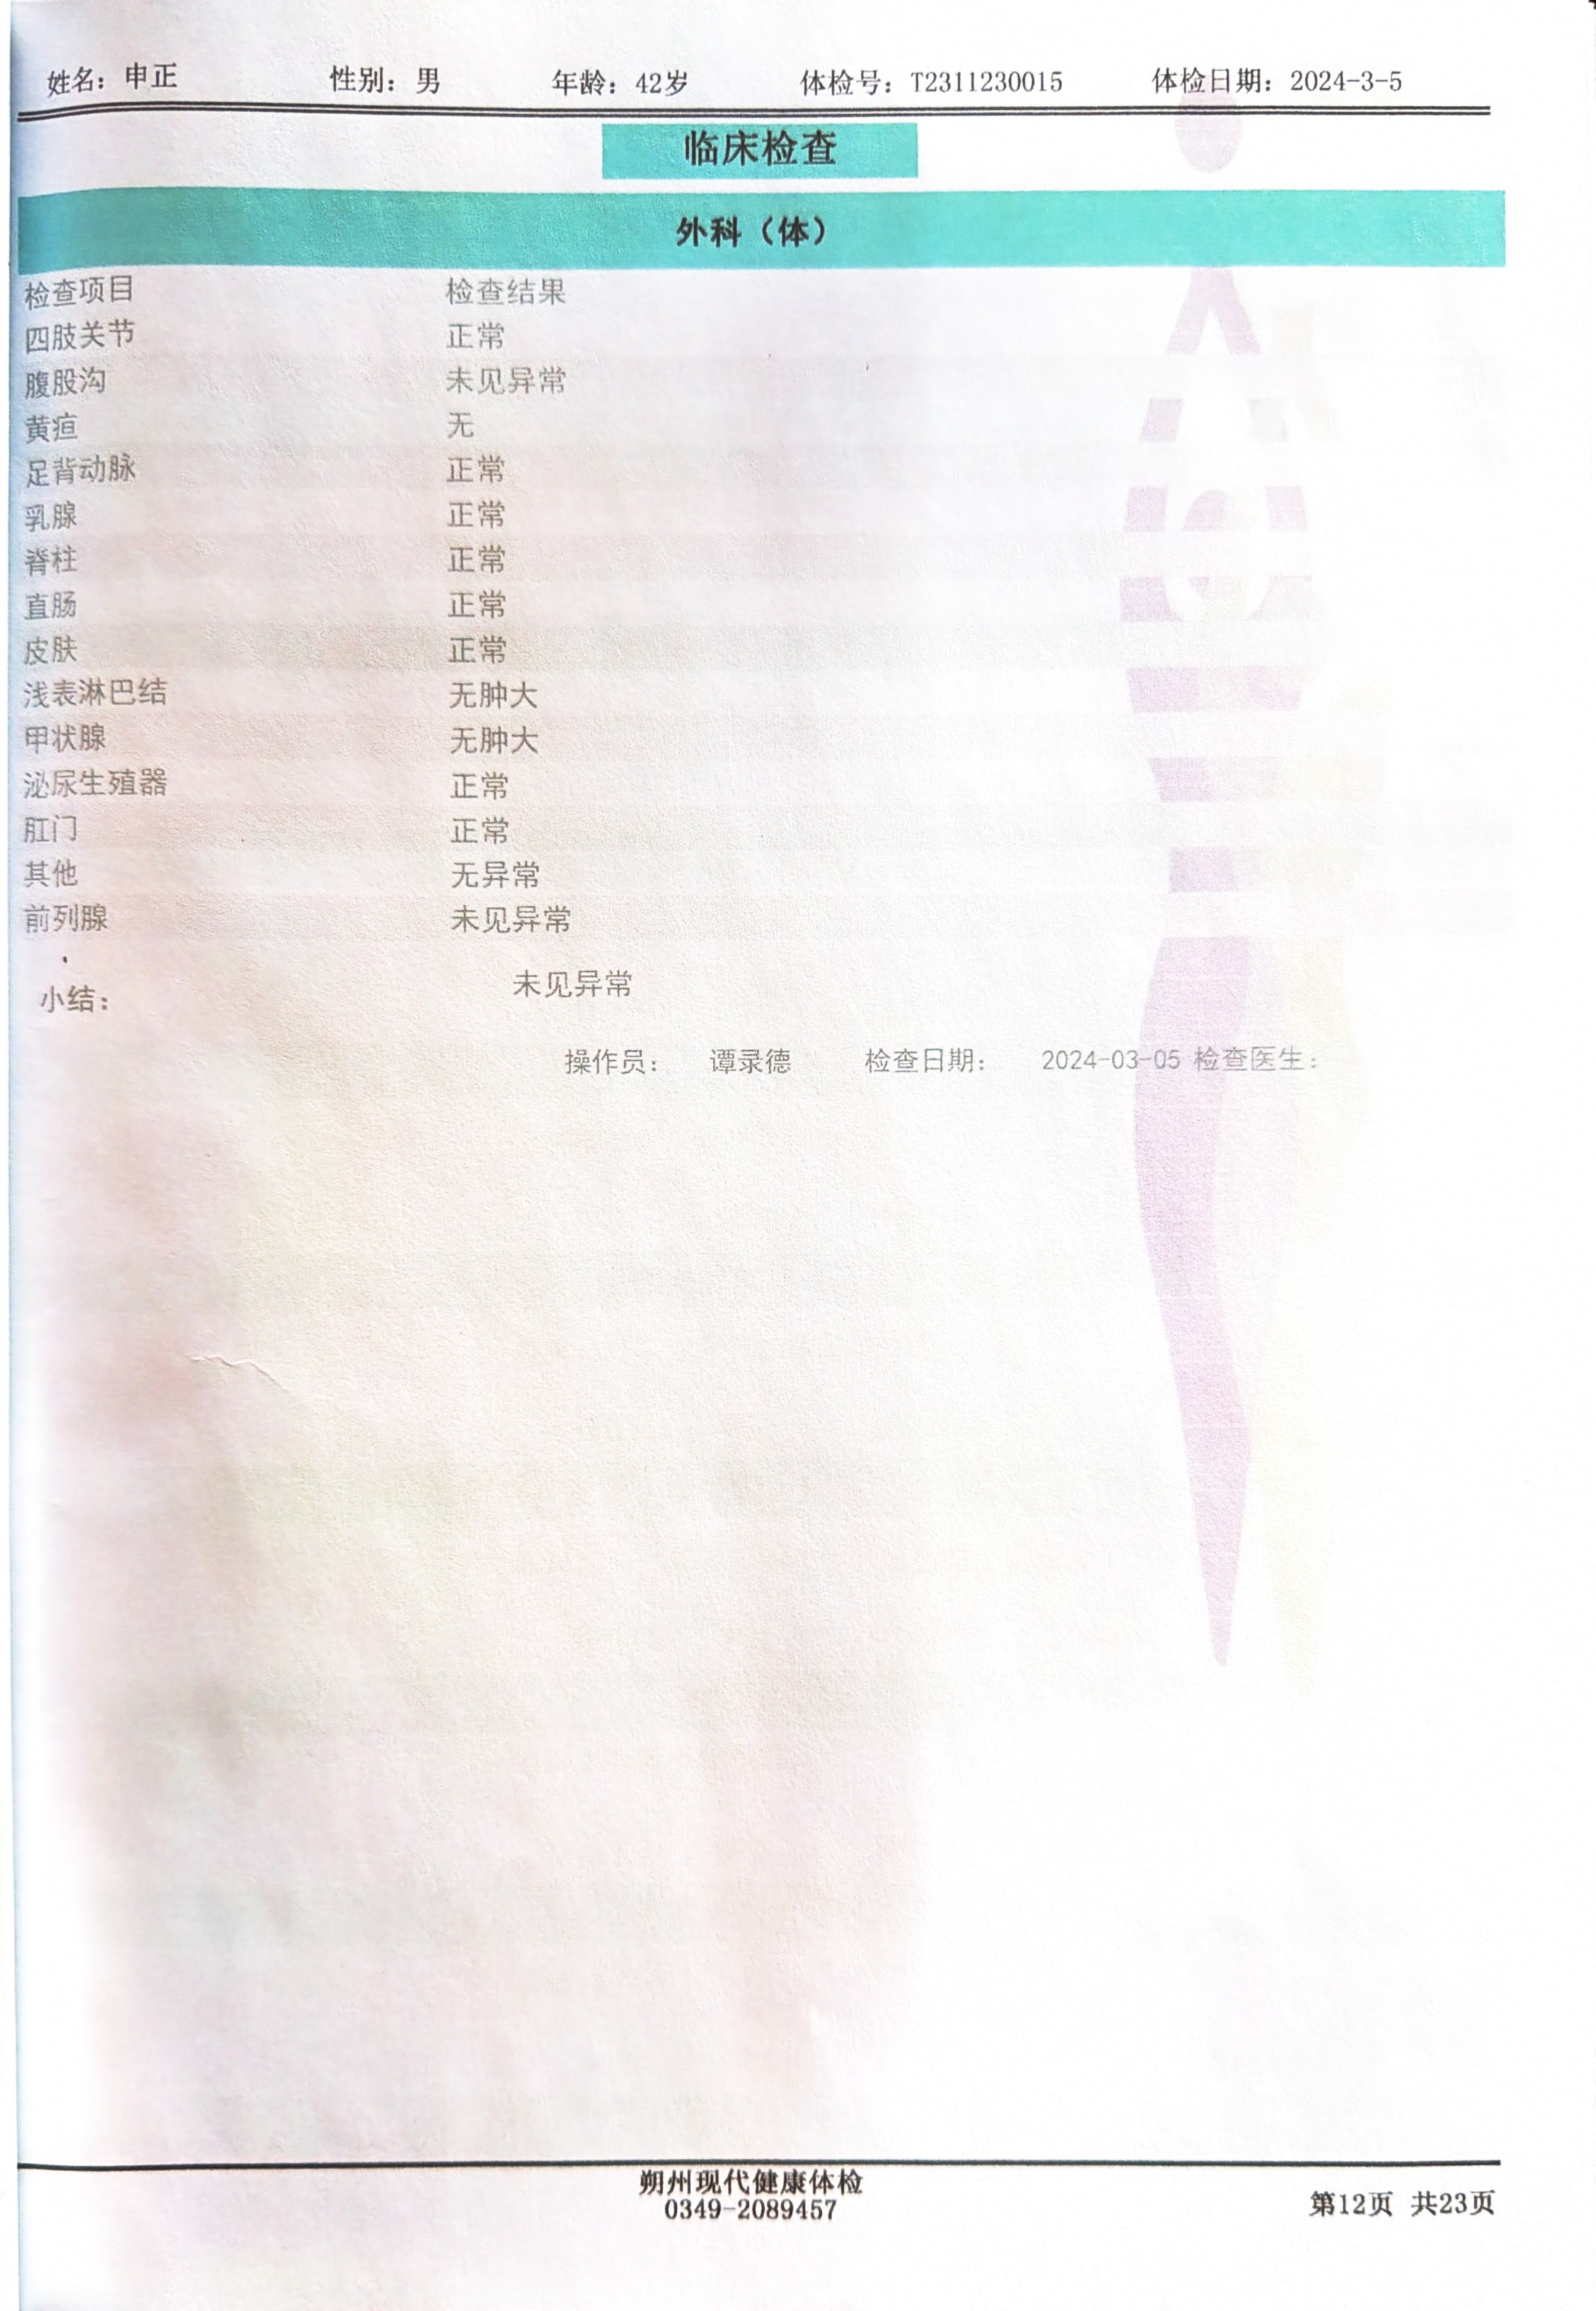 姓名：申正 性别：男 年龄：42岁 体检号：T2311230015 体检日期：2024-3-5
临床检查
外科（体）
检查项目 检查结果
四肢关节 正常
腹股沟 未见异常
黄疸 无
足背动脉 正常
乳腺 正常
脊柱 正常
直肠 正常
皮肤 正常
浅表淋巴结 无肿大
甲状腺 无肿大
泌尿生殖器 正常
肛门 正常
其他 无异常
前列腺 未见异常
小结： 未见异常
操作员： 谭录德 检查日期： 2024-03-05 检查医生：
朔州现代健康体检
0349-2089457
第12页 共23页